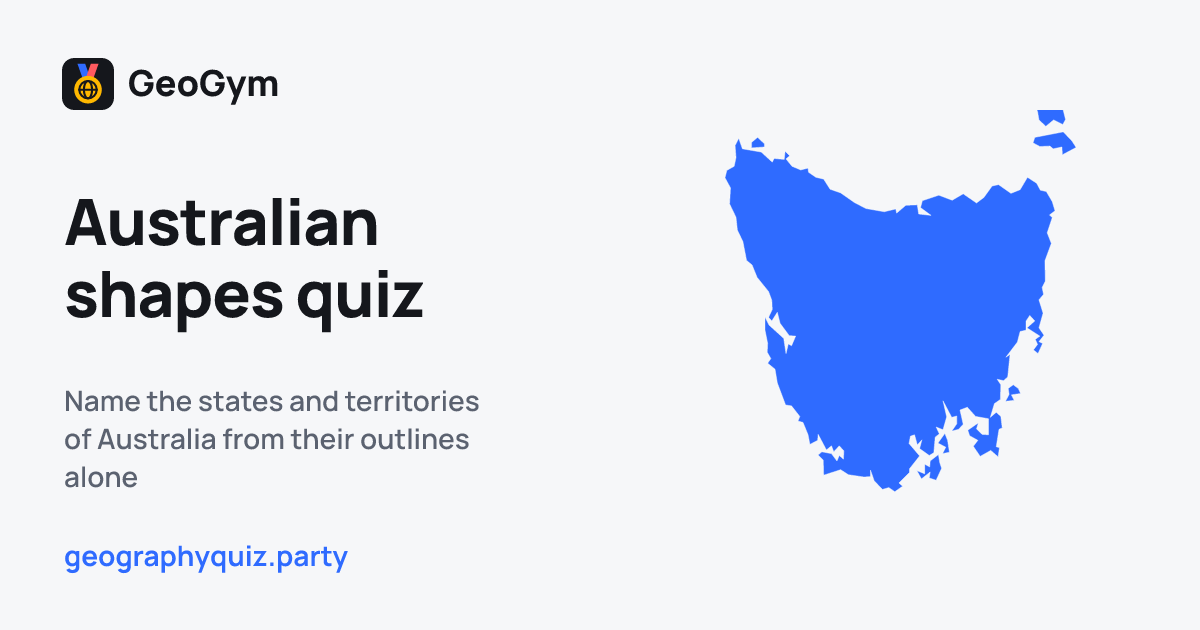 GeoGym
Australian
shapes quiz
Name the states and territories
of Australia from their outlines
alone
geographyquiz.party